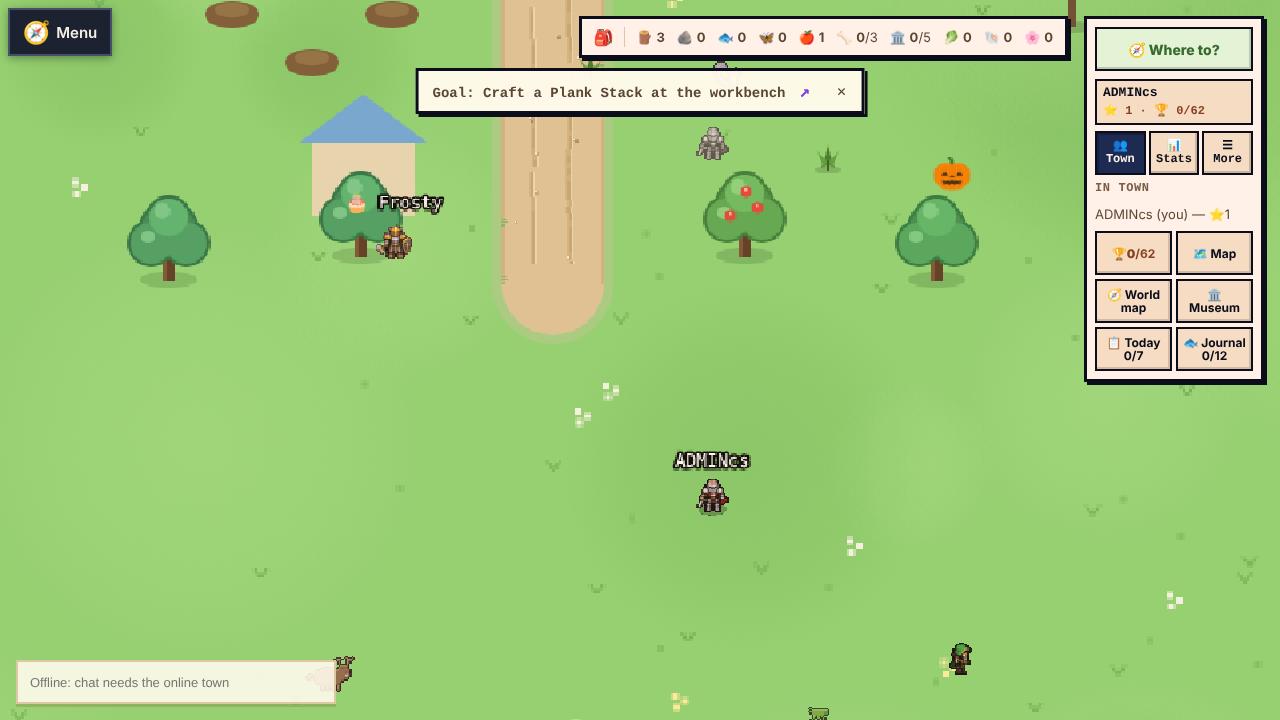 Menu
3 0 0 0 1 0/3 0/5 0 0 0
Where to?
Goal: Craft a Plank Stack at the workbench ↗ ×
ADMINcs
1 · 0/62
Town Stats More
IN TOWN
ADMINcs (you) — ⭐1
0/62 Map
World map
Museum
Today 0/7
Journal 0/12
Frosty
ADMINcs
Offline: chat needs the online town